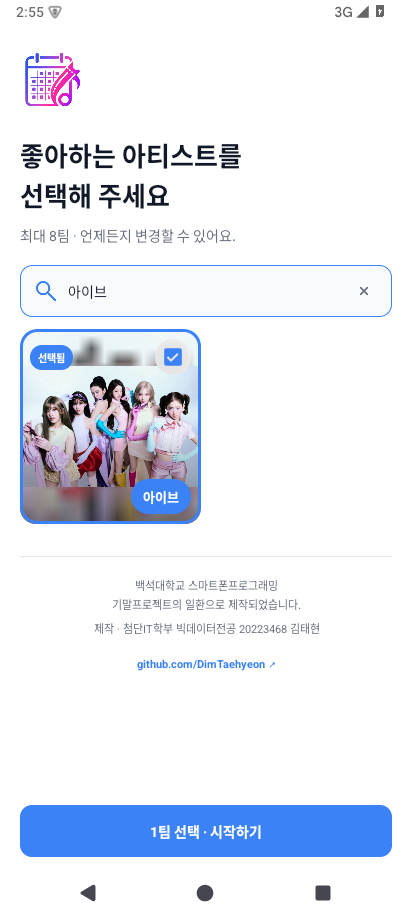 2:55
3G
좋아하는 아티스트를
선택해 주세요
최대 8팀 · 언제든지 변경할 수 있어요.
아이브
선택됨
아이브
백석대학교 스마트폰프로그래밍
기말프로젝트의 일환으로 제작되었습니다.
제작 · 첨단IT학부 빅데이터전공 20223468 김태현
github.com/DimTaehyeon ↗
1팀 선택 · 시작하기